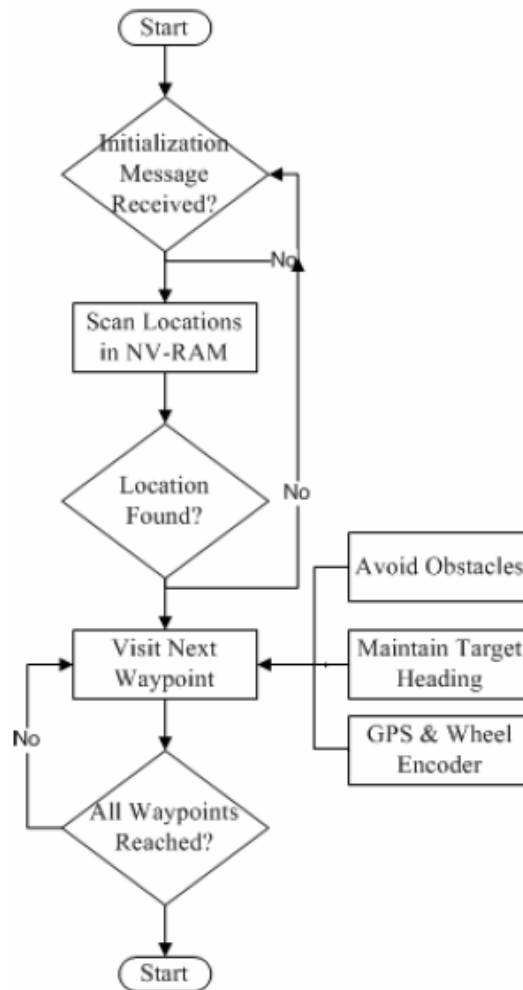 Start
Initialization
Message
Received?
No
Scan Locations
in NV-RAM
Location
Found?
No
Avoid Obstacles
Visit Next
Waypoint
Maintain Target
Heading
GPS & Wheel
Encoder
No
All Waypoints
Reached?
Start